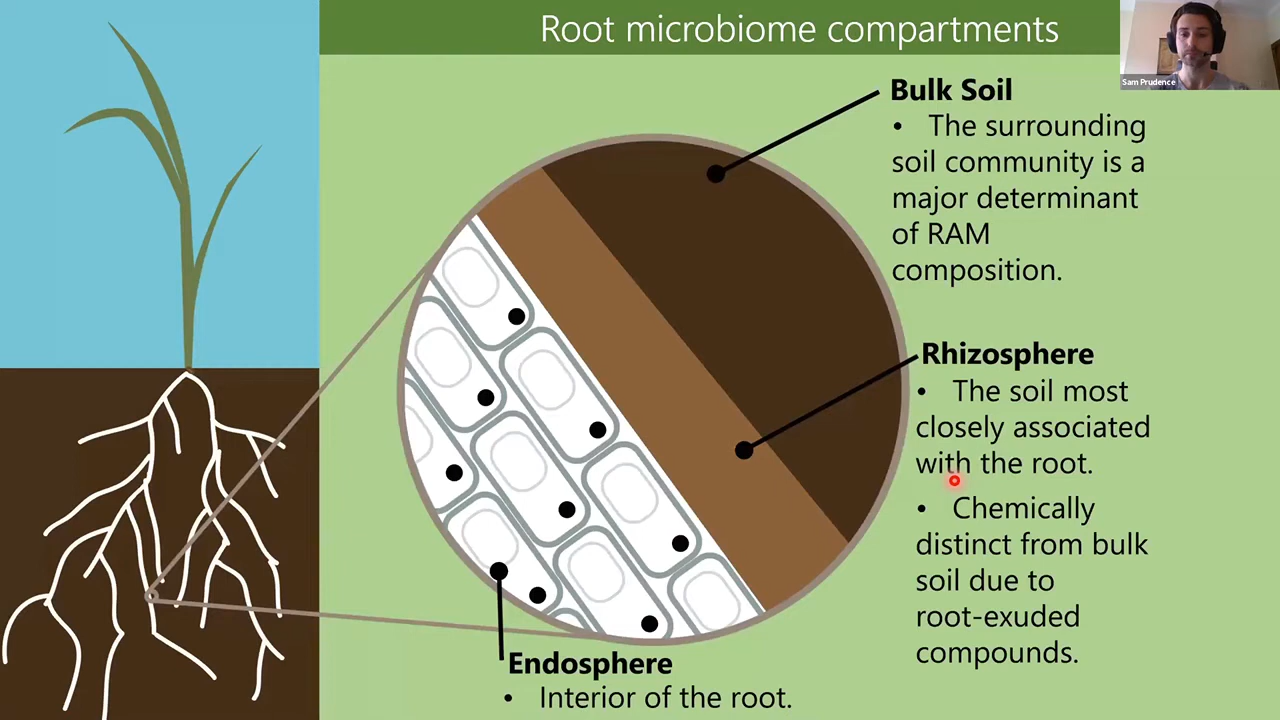 Root microbiome compartments
Sam Prudence
Bulk Soil
• The surrounding
soil community is a
major determinant
of RAM
composition.
Rhizosphere
• The soil most
closely associated
with the root.
• Chemically
distinct from bulk
soil due to
root-exuded
compounds.
Endosphere
• Interior of the root.